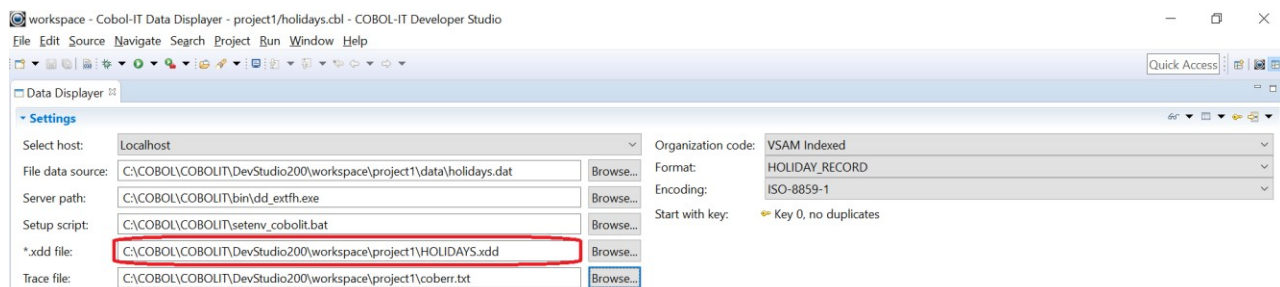 workspace - Cobol-IT Data Displayer - project1/holidays.cbl - COBOL-IT Developer Studio
File Edit Source Navigate Search Project Run Window Help
Quick Access
Data Displayer
Settings
Select host: Localhost
Organization code: VSAM Indexed
File data source: C:\COBOL\COBOLIT\DevStudio200\workspace\project1\data\holidays.dat Browse...
Format: HOLIDAY_RECORD
Server path: C:\COBOL\COBOLIT\bin\dd_extfh.exe Browse...
Encoding: ISO-8859-1
Setup script: C:\COBOL\COBOLIT\setenv_cobolit.bat Browse...
Start with key: Key 0, no duplicates
*.xdd file: C:\COBOL\COBOLIT\DevStudio200\workspace\project1\HOLIDAYS.xdd Browse...
Trace file: C:\COBOL\COBOLIT\DevStudio200\workspace\project1\coberr.txt Browse...